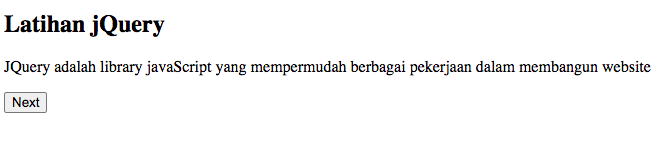 Latihan jQuery
JQuery adalah library javaScript yang mempermudah berbagai pekerjaan dalam membangun website
Next